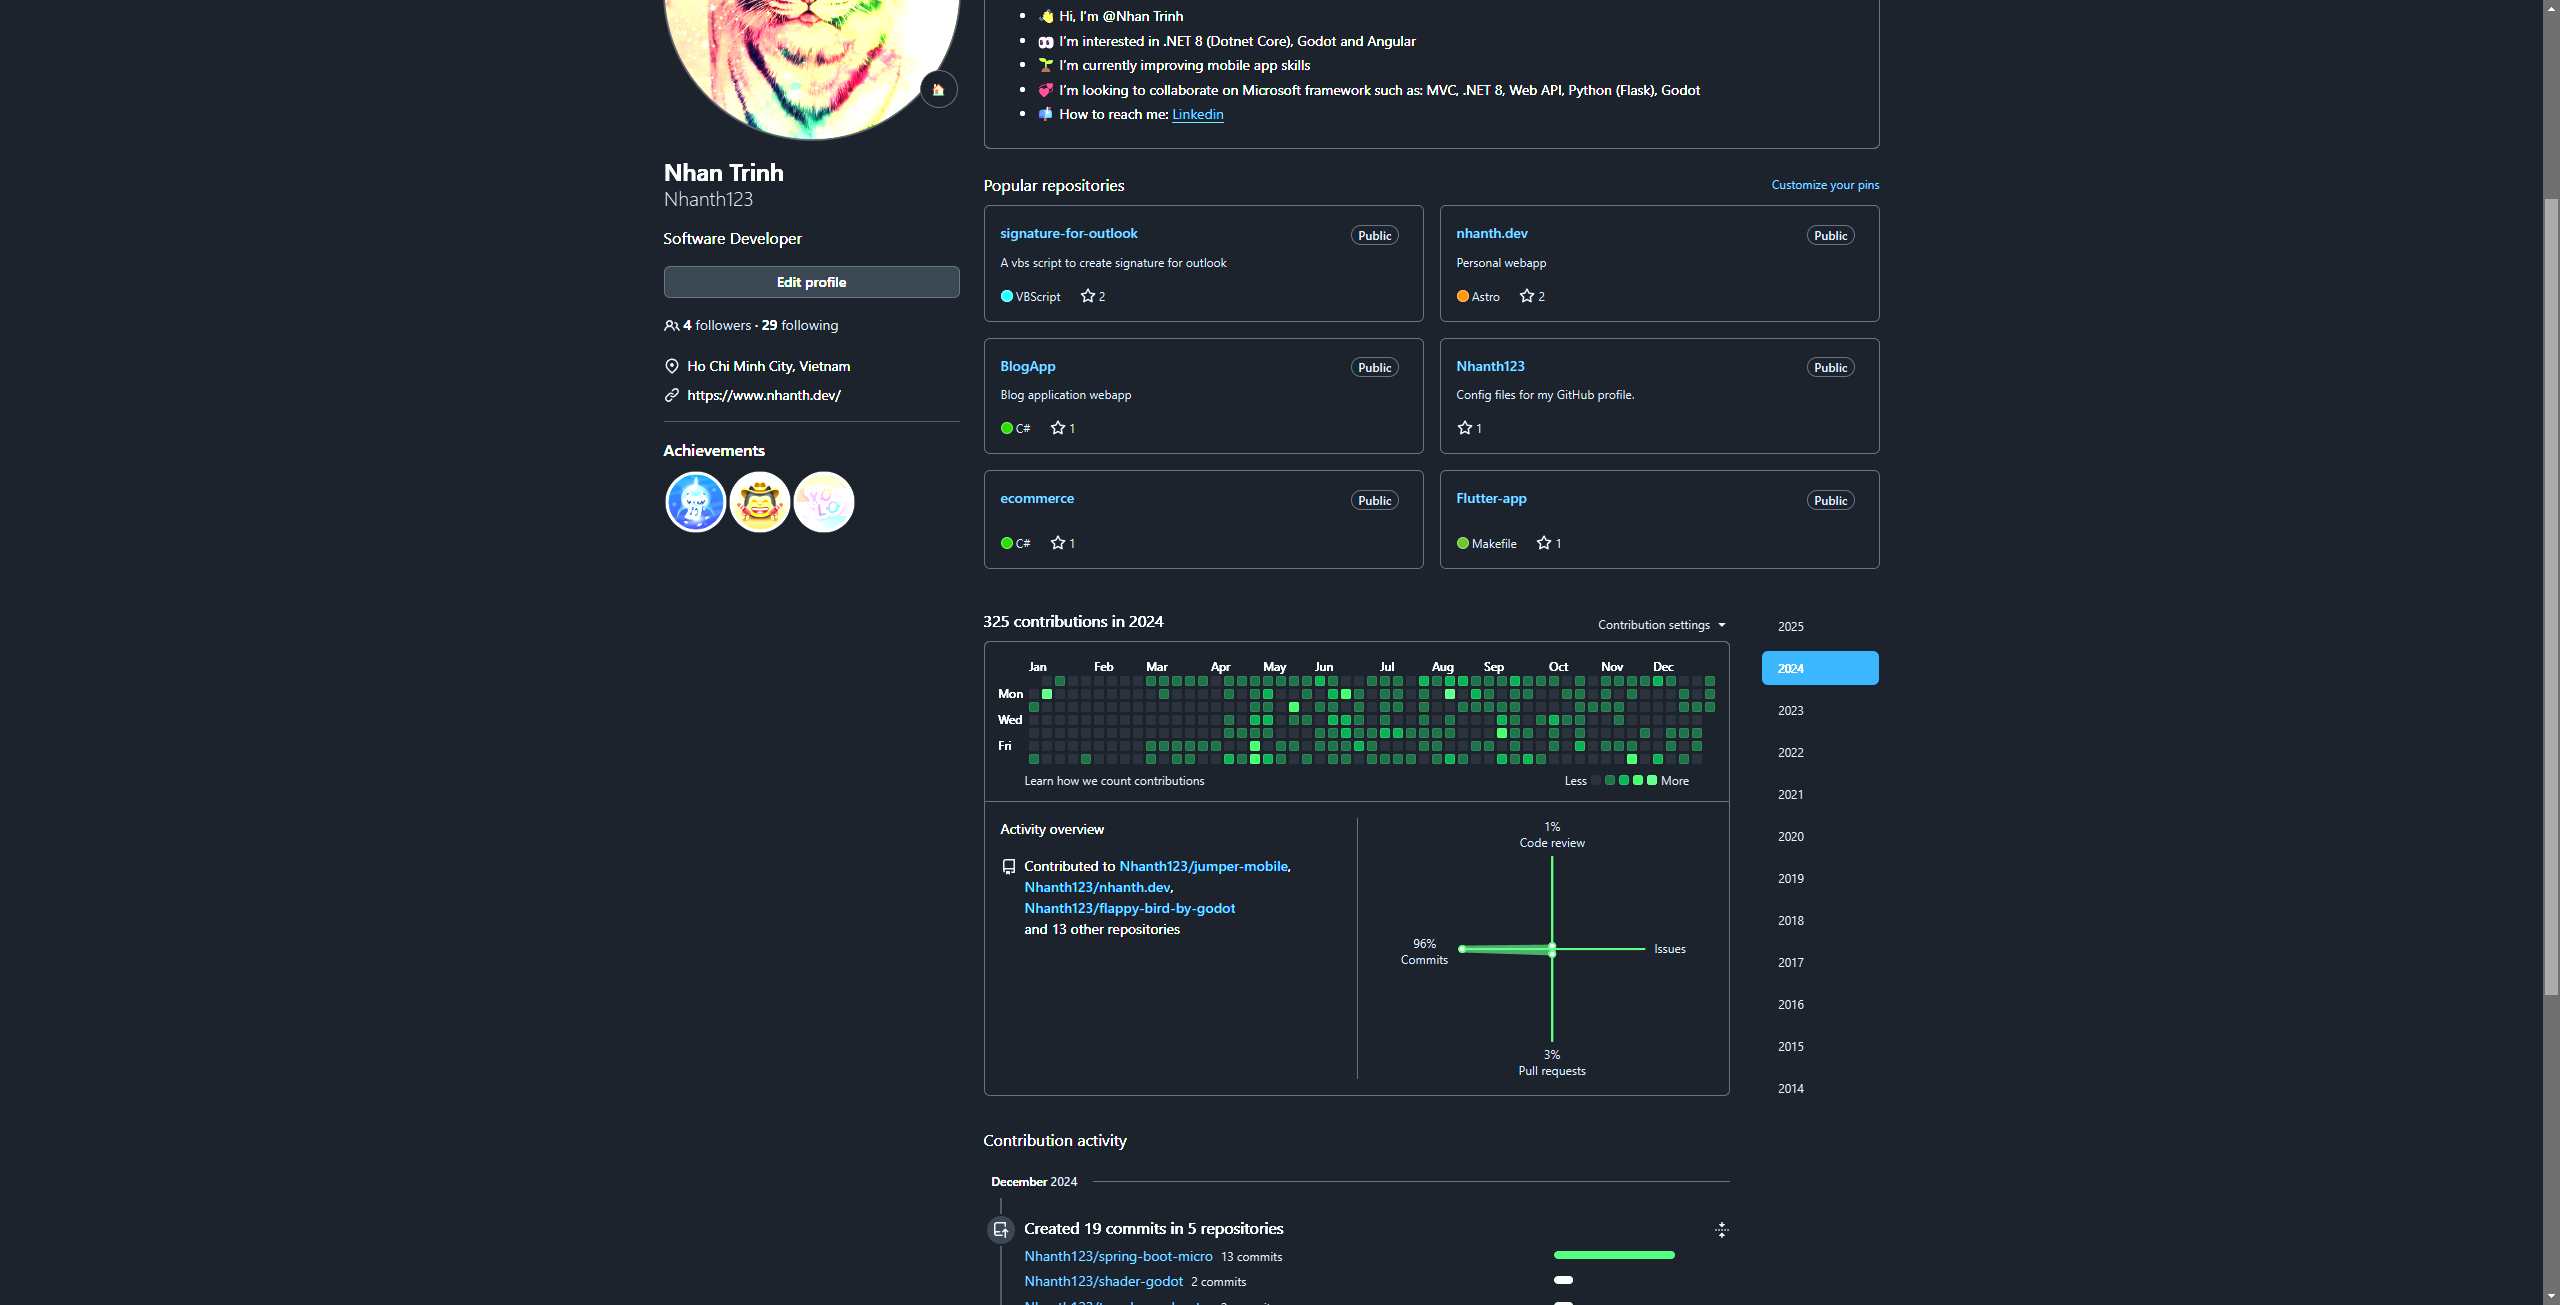 Nhan Trinh
Nhanth123
Software Developer
Edit profile
4 followers · 29 following
Ho Chi Minh City, Vietnam
https://www.nhanth.dev/
Achievements
👋 Hi, I'm @Nhan Trinh
👀 I'm interested in .NET 8 (Dotnet Core), Godot and Angular
🌱 I'm currently improving mobile app skills
💞️ I'm looking to collaborate on Microsoft framework such as: MVC, .NET 8, Web API, Python (Flask), Godot
📫 How to reach me: Linkedin
Popular repositories
Customize your pins
signature-for-outlook
Public
A vbs script to create signature for outlook
VBScript 2
nhanth.dev
Public
Personal webapp
Astro 2
BlogApp
Public
Blog application webapp
C# 1
Nhanth123
Public
Config files for my GitHub profile.
1
ecommerce
Public
C# 1
Flutter-app
Public
Makefile 1
325 contributions in 2024
Contribution settings
Jan Feb Mar Apr May Jun Jul Aug Sep Oct Nov Dec
Mon
Wed
Fri
Learn how we count contributions
Less More
Activity overview
Contributed to Nhanth123/jumper-mobile,
Nhanth123/nhanth.dev,
Nhanth123/flappy-bird-by-godot
and 13 other repositories
1%
Code review
96%
Commits
Issues
3%
Pull requests
2025
2024
2023
2022
2021
2020
2019
2018
2017
2016
2015
2014
Contribution activity
December 2024
Created 19 commits in 5 repositories
Nhanth123/spring-boot-micro 13 commits
Nhanth123/shader-godot 2 commits